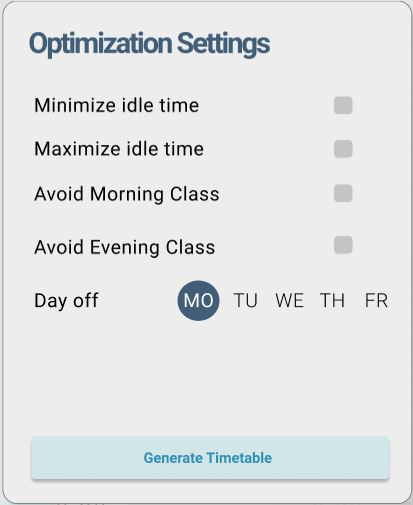 Optimization Settings
Minimize idle time
Maximize idle time
Avoid Morning Class
Avoid Evening Class
Day off MO TU WE TH FR
Generate Timetable